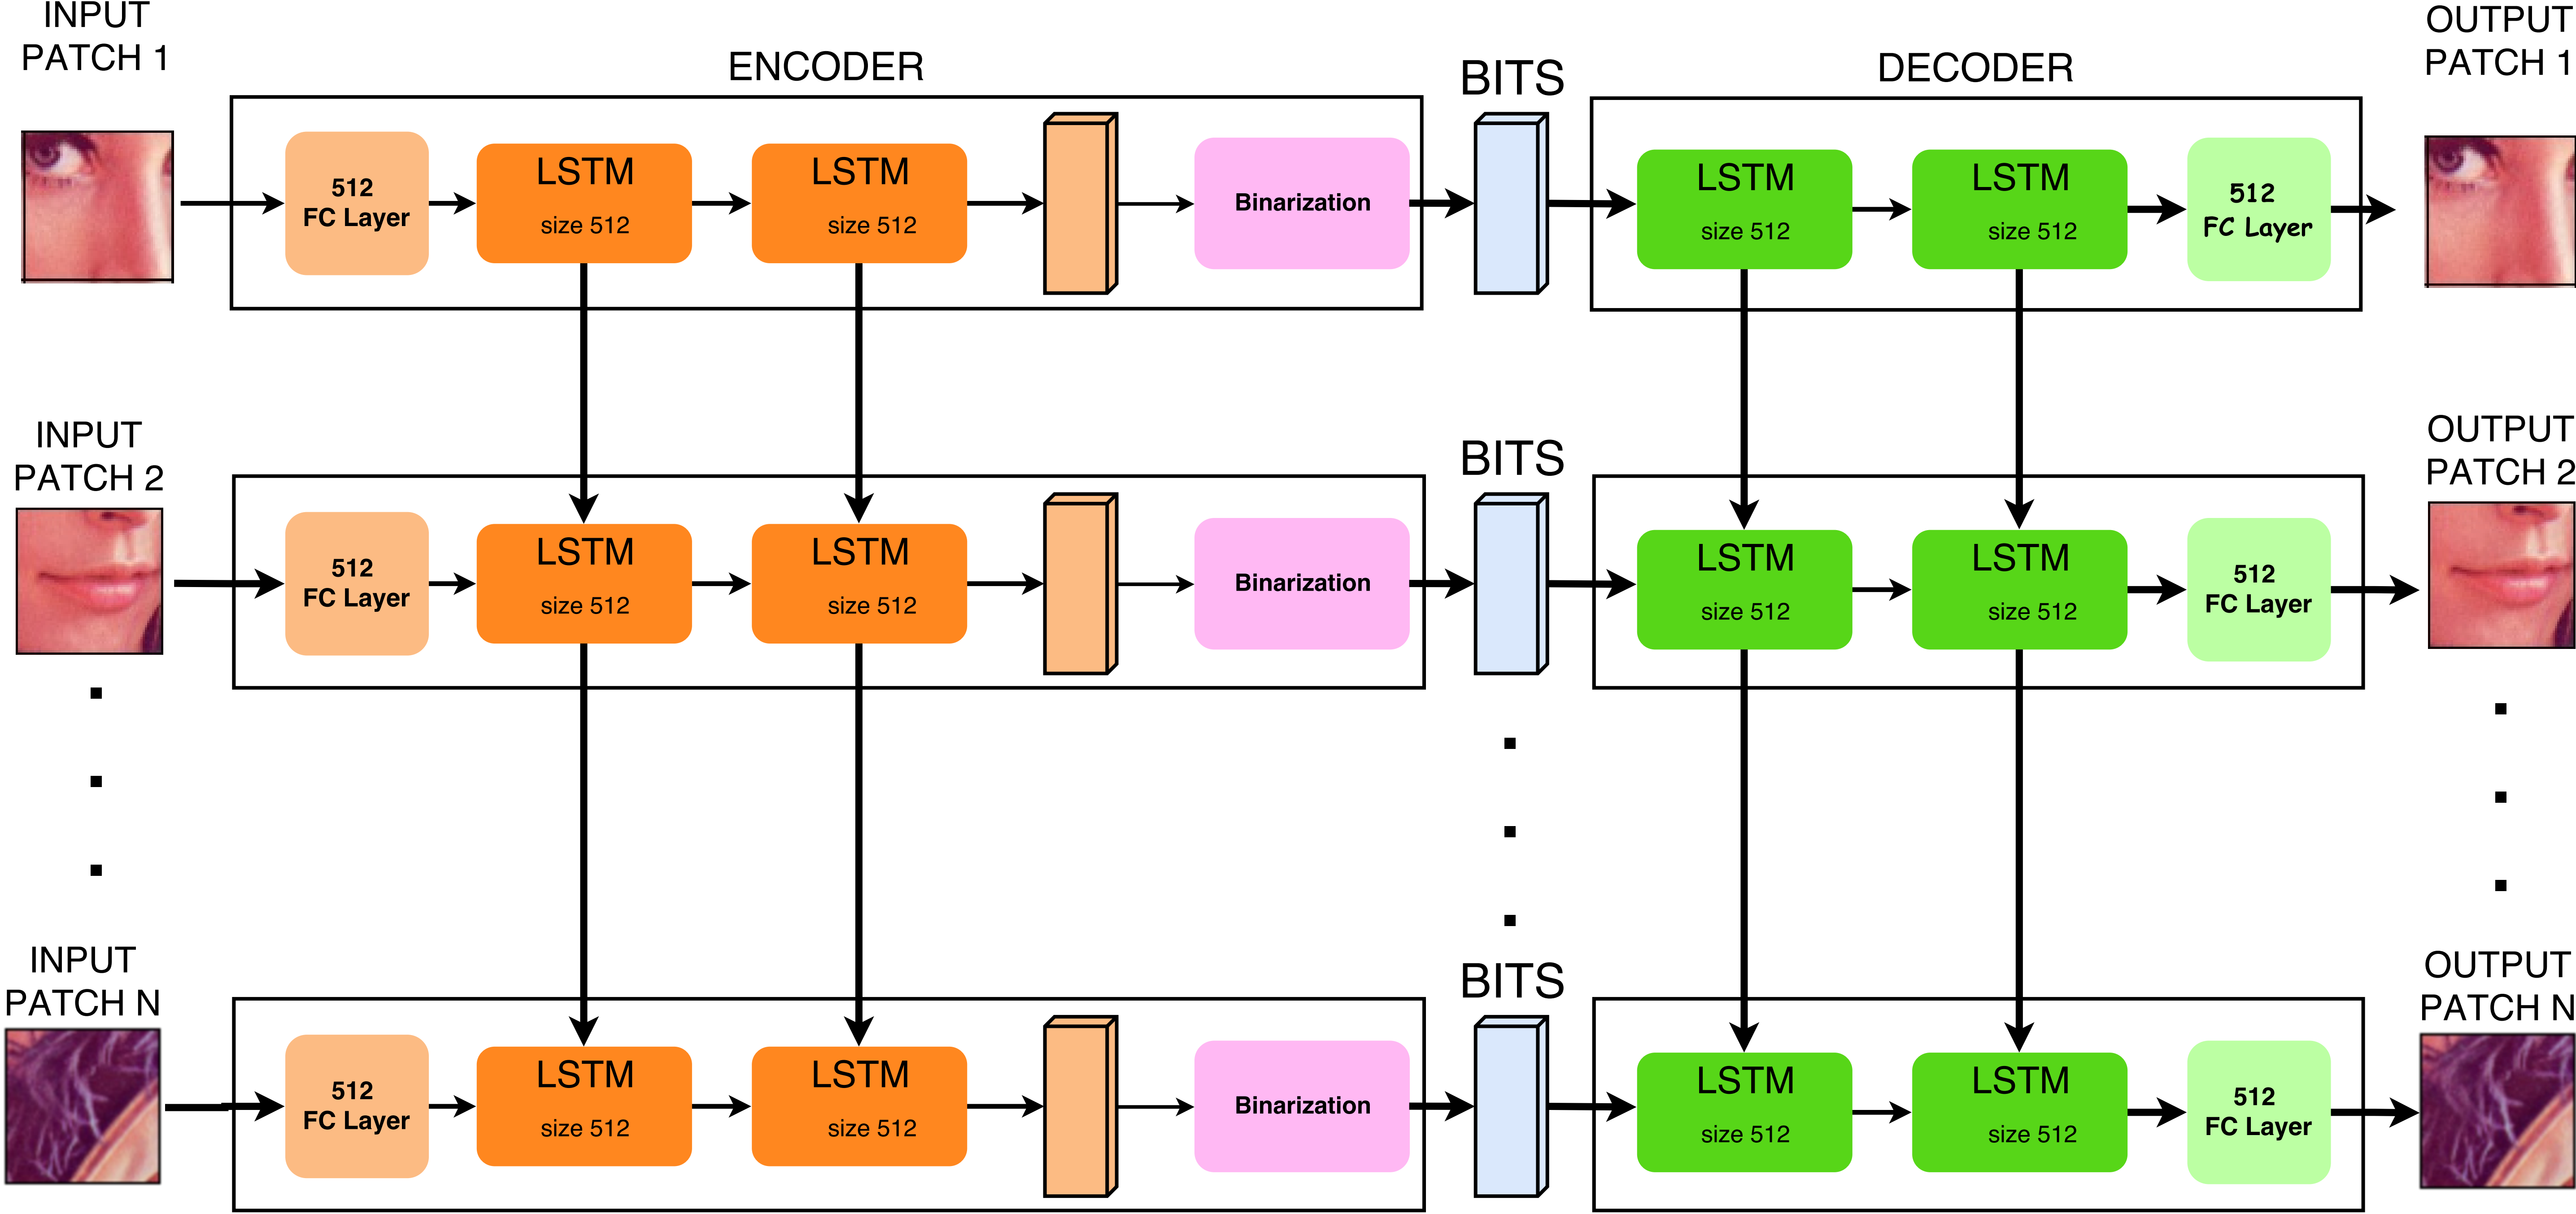 INPUT
PATCH 1
ENCODER
BITS
DECODER
OUTPUT
PATCH 1
512
FC Layer
LSTM
size 512
LSTM
size 512
Binarization
LSTM
size 512
LSTM
size 512
512
FC Layer
INPUT
PATCH 2
BITS
OUTPUT
PATCH 2
512
FC Layer
LSTM
size 512
LSTM
size 512
Binarization
LSTM
size 512
LSTM
size 512
512
FC Layer
INPUT
PATCH N
BITS
OUTPUT
PATCH N
512
FC Layer
LSTM
size 512
LSTM
size 512
Binarization
LSTM
size 512
LSTM
size 512
512
FC Layer